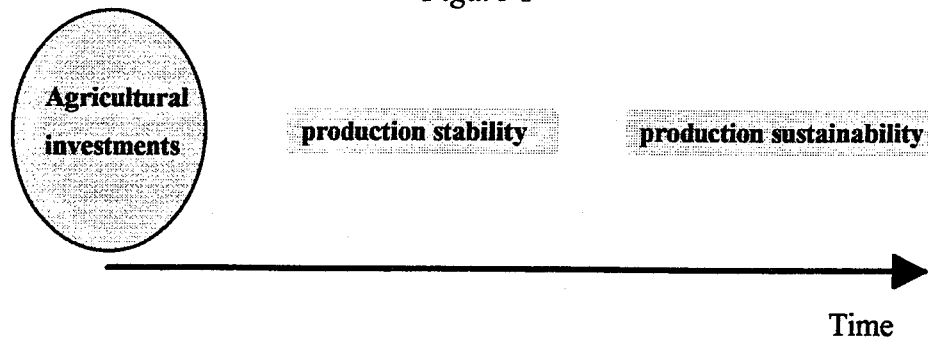 Agricultural
investments
production stability
production sustainability
Time